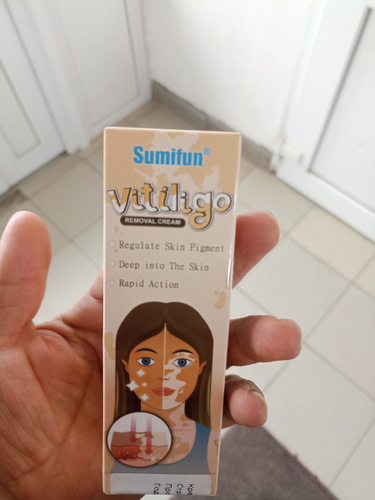 Sumifun®
Vitiligo
REMOVAL CREAM
Regulate Skin Pigment
Deep into The Skin
Rapid Action